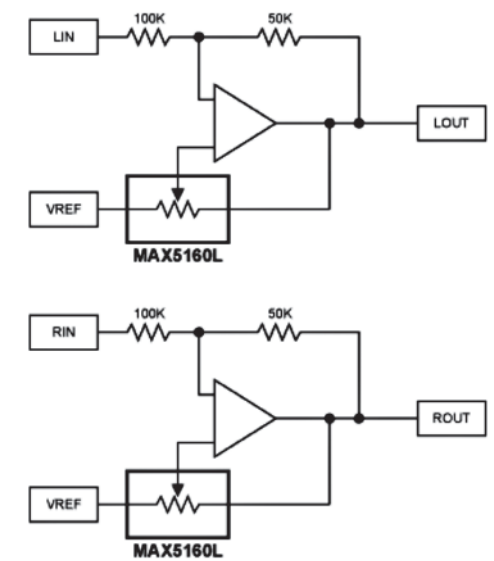 100K 50K
LIN
LOUT
VREF
MAX5160L
100K 50K
RIN
ROUT
VREF
MAX5160L